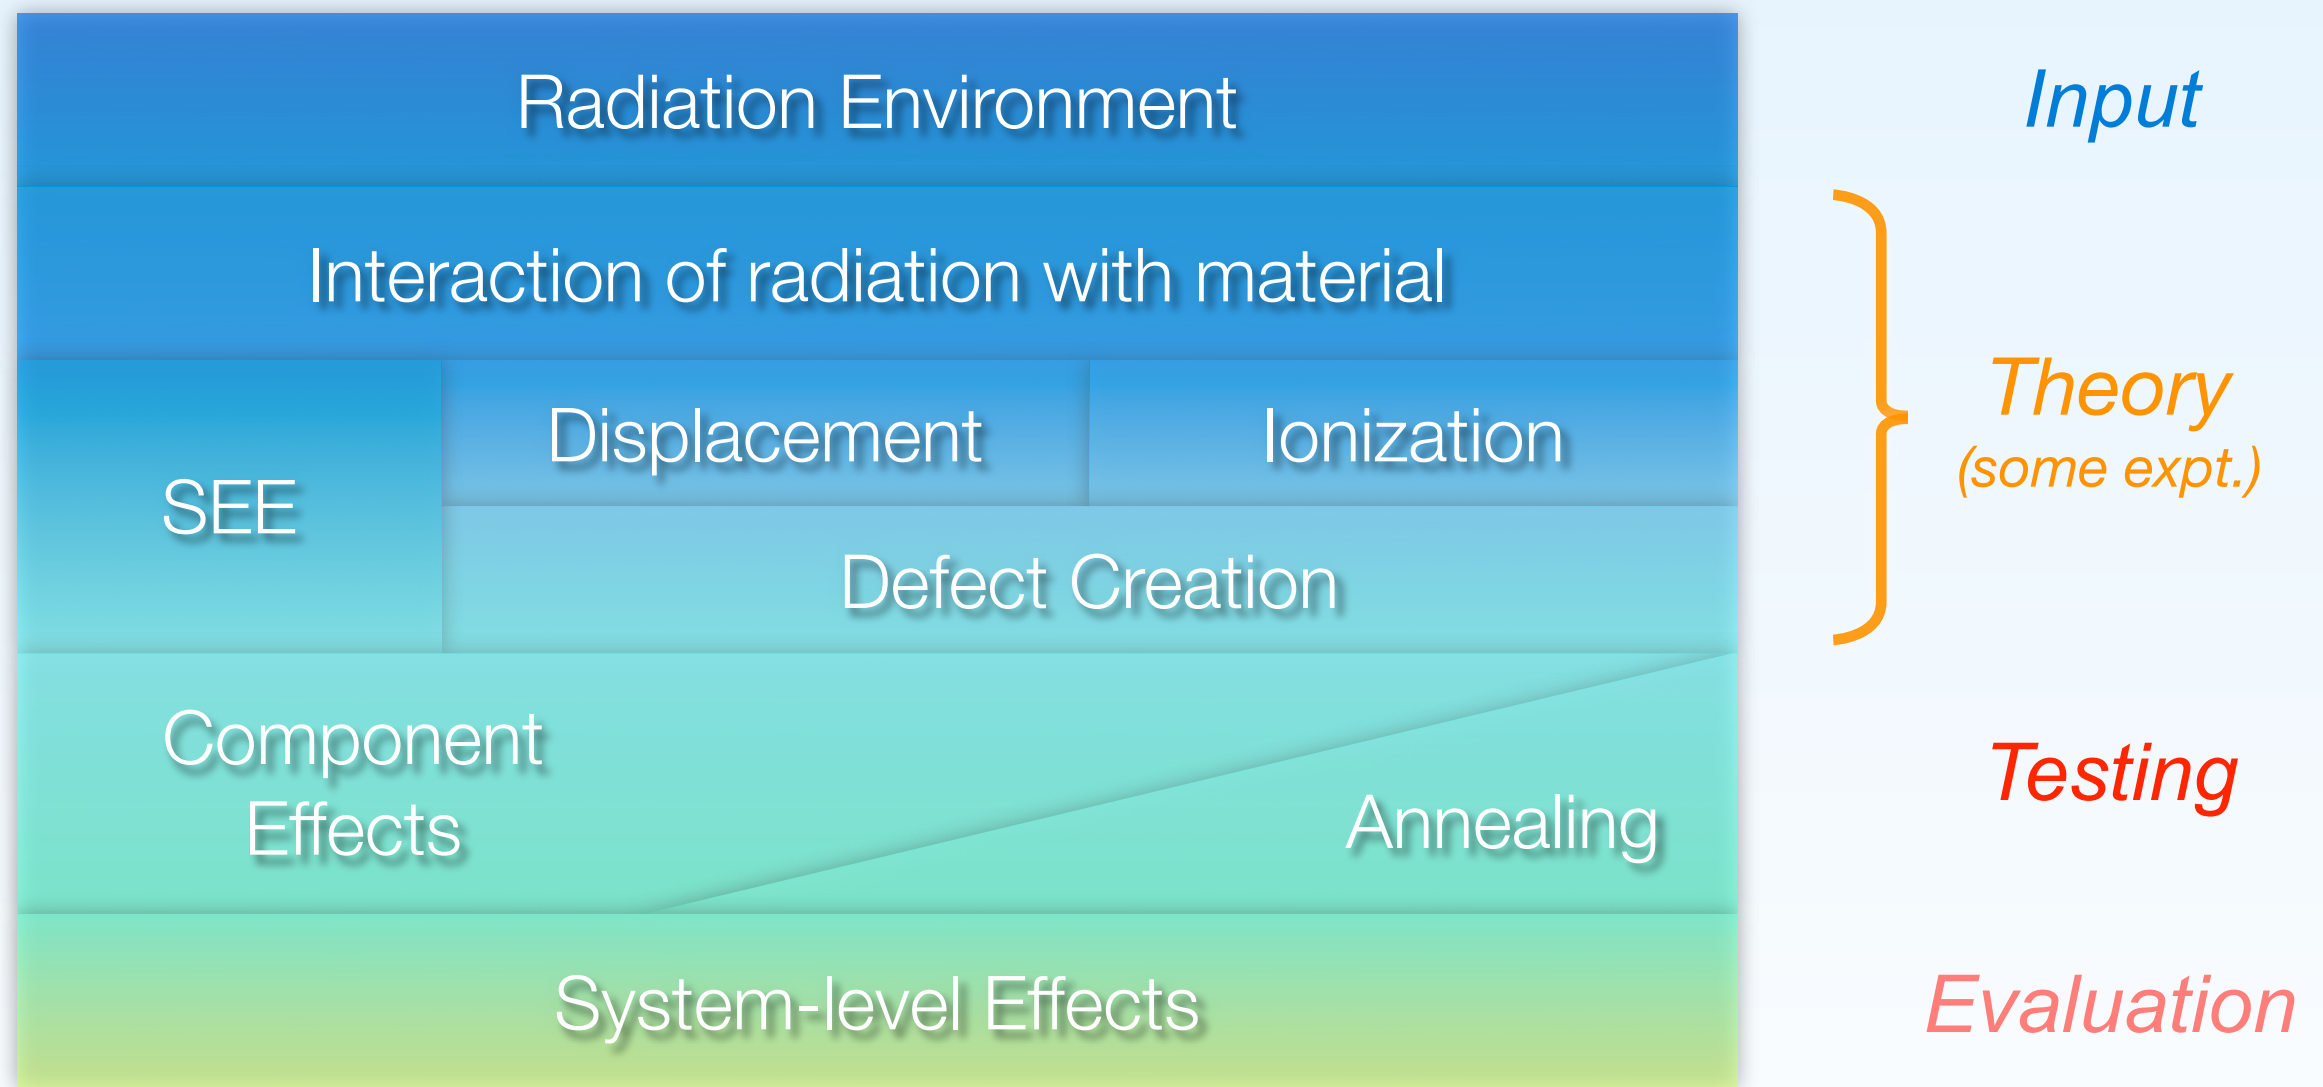 Radiation Environment
Input
Interaction of radiation with material
Displacement
Ionization
SEE
Defect Creation
Theory
(some expt.)
Component
Effects
Annealing
Testing
System-level Effects
Evaluation